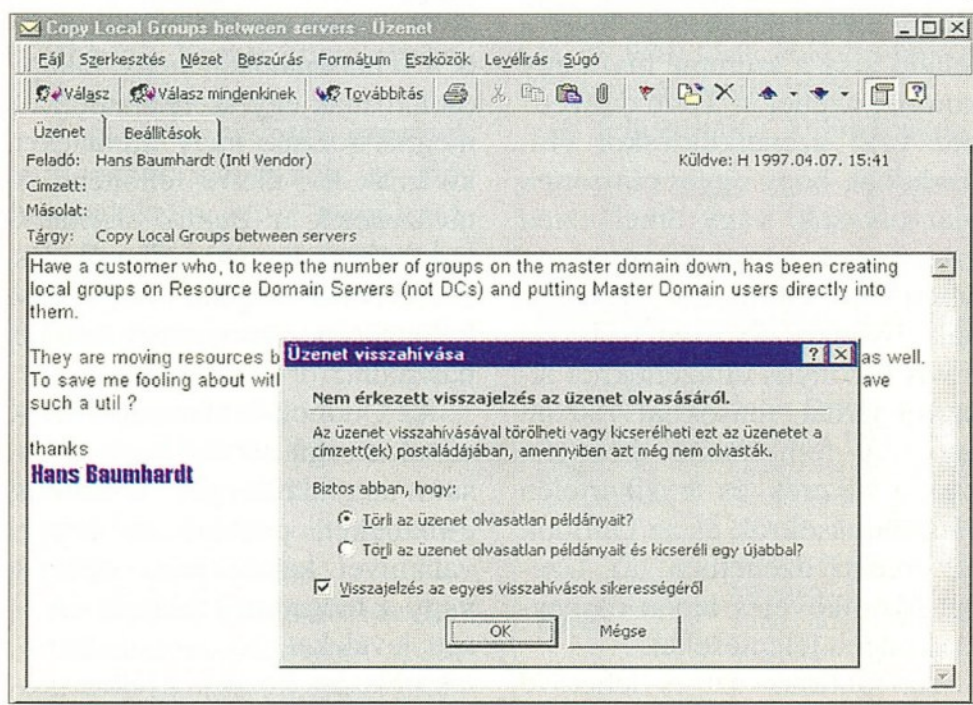 Copy Local Groups between servers - Üzenet
Fájl Szerkesztés Nézet Beszúrás Formátum Eszközök Levélírás Súgó
Válasz Válasz mindenkinek Továbbítás
Üzenet Beállítások
Feladó: Hans Baumhardt (Intl Vendor) Küldve: H 1997.04.07. 15:41
Címzett:
Másolat:
Tárgy: Copy Local Groups between servers
Have a customer who, to keep the number of groups on the master domain down, has been creating
local groups on Resource Domain Servers (not DCs) and putting Master Domain users directly into
them.
They are moving resources b as well.
To save me fooling about wit ave
such a util ?
thanks
Hans Baumhardt
Üzenet visszahívása
Nem érkezett visszajelzés az üzenet olvasásáról.
Az üzenet visszahívásával törölheti vagy kicserélheti ezt az üzenetet a
címzett(ek) postaládájában, amennyiben azt még nem olvasták.
Biztos abban, hogy:
Törli az üzenet olvasatlan példányait?
Törli az üzenet olvasatlan példányait és kicseréli egy újabbal?
Visszajelzés az egyes visszahívások sikerességéről
OK Mégse